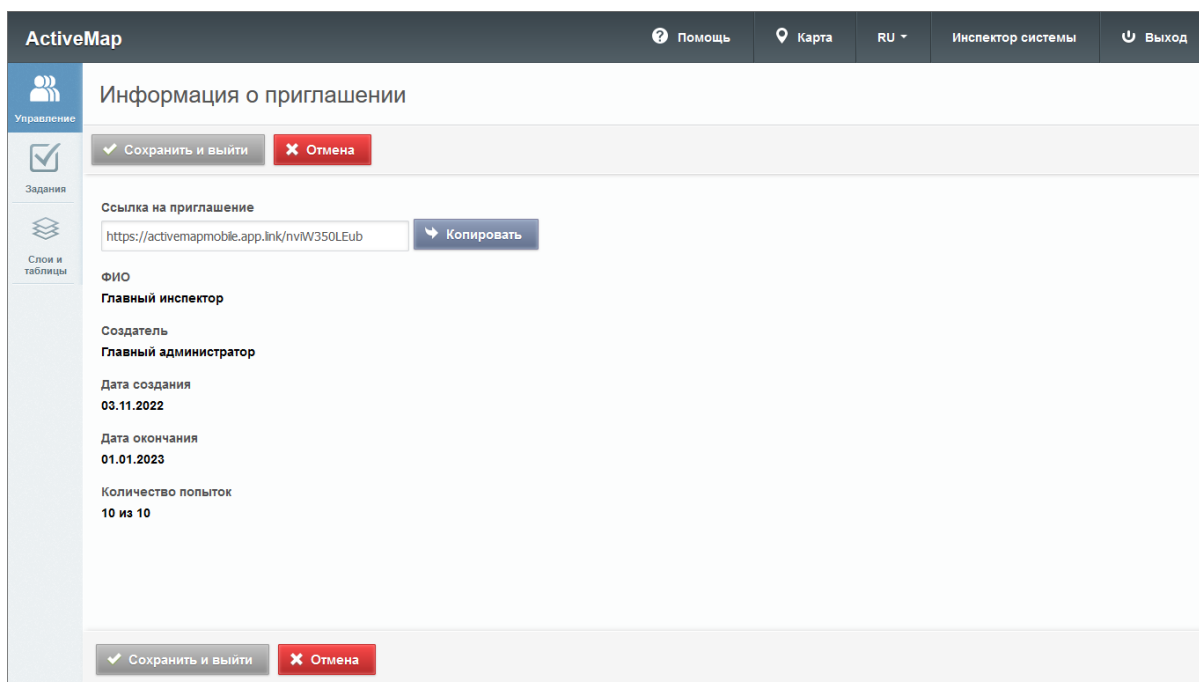 ActiveMap
Помощь
Карта
RU
Инспектор системы
Выход
Управление
Задания
Слои и
таблицы
Информация о приглашении
Сохранить и выйти
Отмена
Ссылка на приглашение
https://activemapmobile.app.link/nviW350LEub
Копировать
ФИО
Главный инспектор
Создатель
Главный администратор
Дата создания
03.11.2022
Дата окончания
01.01.2023
Количество попыток
10 из 10
Сохранить и выйти
Отмена